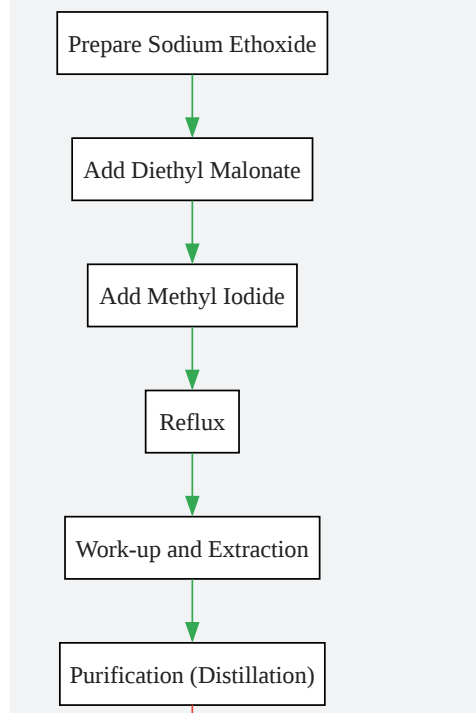 Prepare Sodium Ethoxide
Add Diethyl Malonate
Add Methyl Iodide
Reflux
Work-up and Extraction
Purification (Distillation)